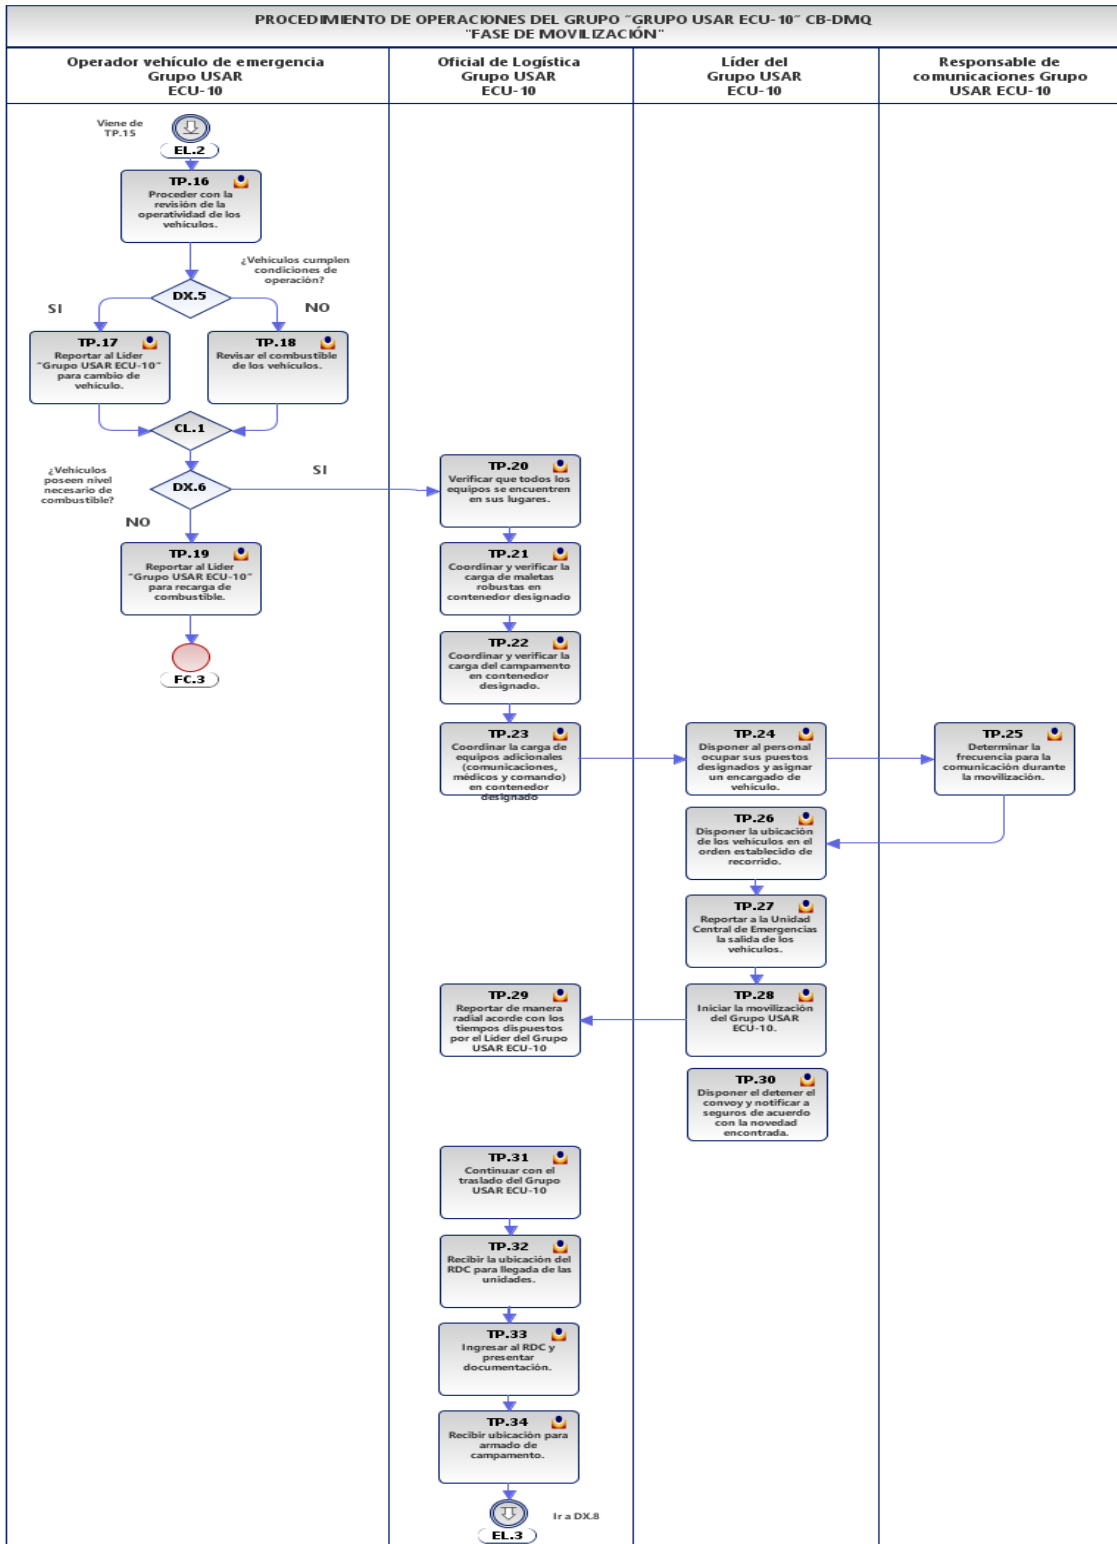 PROCEDIMIENTO DE OPERACIONES DEL GRUPO "GRUPO USAR ECU-10" CB-DMQ
"FASE DE MOVILIZACIÓN"
Operador vehículo de emergencia
Grupo USAR
ECU-10
Oficial de Logística
Grupo USAR
ECU-10
Líder del
Grupo USAR
ECU-10
Responsable de
comunicaciones Grupo
USAR ECU-10
Viene de
TP.15
EL.2
TP.16
Proceder con la
revisión de la
operatividad de los
vehículos.
¿Vehículos cumplen
condiciones de
operación?
DX.5
SI
NO
TP.17
Reportar al Líder
"Grupo USAR ECU-10"
para cambio de
vehículo.
TP.18
Revisar el combustible
de los vehículos.
CL.1
¿Vehículos
poseen nivel
necesario de
combustible?
DX.6
SI
NO
TP.19
Reportar al Líder
"Grupo USAR ECU-10"
para recarga de
combustible.
FC.3
TP.20
Verificar que todos los
equipos se encuentren
en sus lugares.
TP.21
Coordinar y verificar la
carga de maletas
robustas en
contenedor designado
TP.22
Coordinar y verificar la
carga del campamento
en contenedor
designado.
TP.23
Coordinar la carga de
equipos adicionales
(comunicaciones,
médicos y comando)
en contenedor
designado
TP.24
Disponer al personal
ocupar sus puestos
designados y asignar
un encargado de
vehículo.
TP.25
Determinar la
frecuencia para la
comunicación durante
la movilización.
TP.26
Disponer la ubicación
de los vehículos en el
orden establecido de
recorrido.
TP.27
Reportar a la Unidad
Central de Emergencias
la salida de los
vehículos.
TP.28
Iniciar la movilización
del Grupo USAR
ECU-10.
TP.29
Reportar de manera
radial acorde con los
tiempos dispuestos
por el Líder del Grupo
USAR ECU-10
TP.30
Disponer el detener el
convoy y notificar a
seguros de acuerdo
con la novedad
encontrada.
TP.31
Continuar con el
traslado del Grupo
USAR ECU-10
TP.32
Recibir la ubicación del
RDC para llegada de las
unidades.
TP.33
Ingresar al RDC y
presentar
documentación.
TP.34
Recibir ubicación para
armado de
campamento.
EL.3
Ir a DX.8